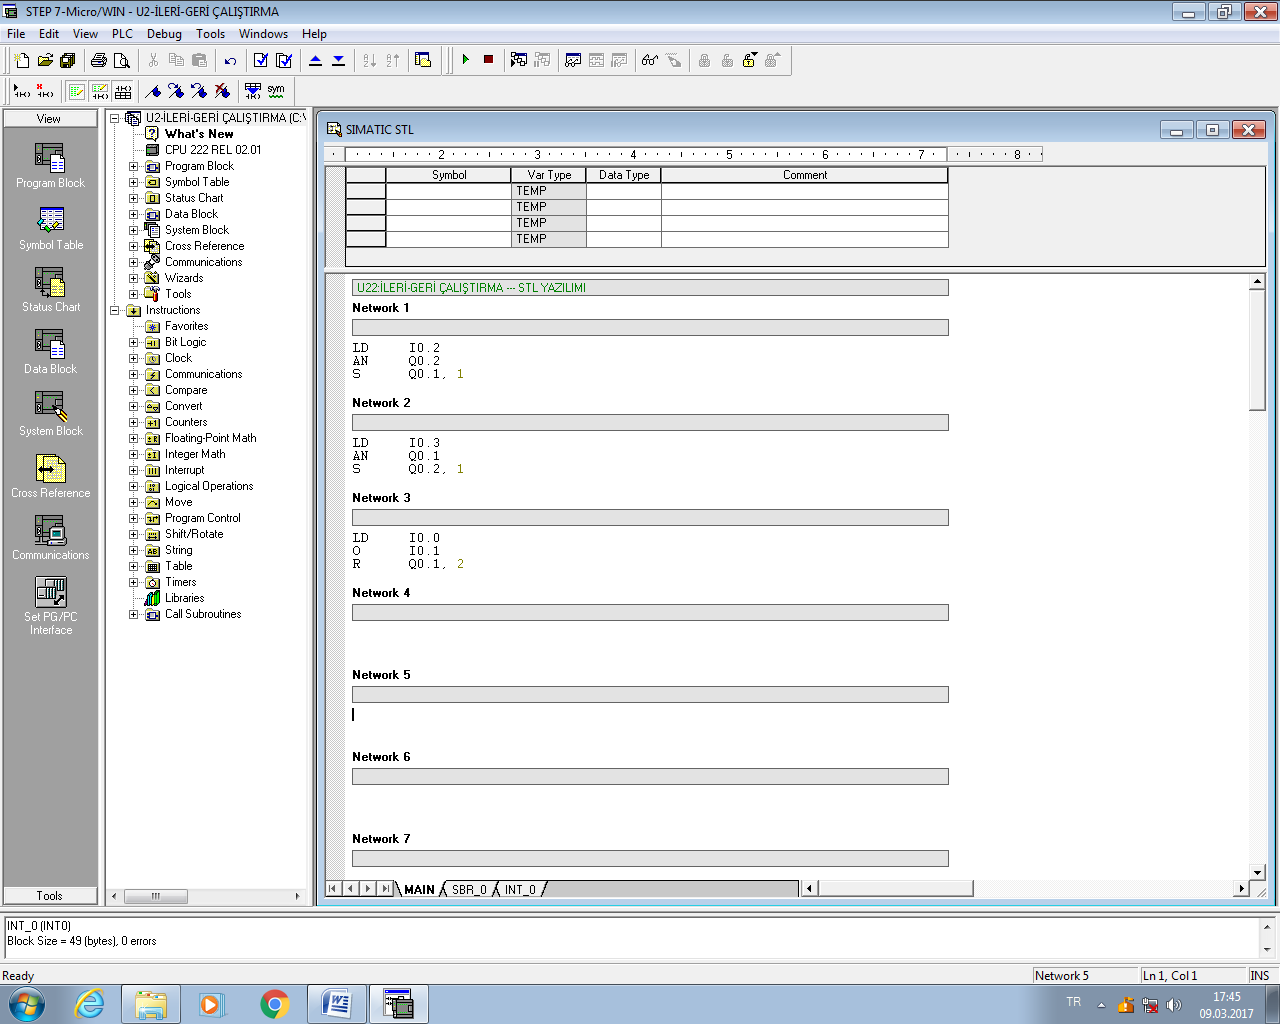 STEP 7-Micro/WIN - U2-İLERİ-GERİ ÇALIŞTIRMA
File Edit View PLC Debug Tools Windows Help
View
Program Block
Symbol Table
Status Chart
Data Block
System Block
Cross Reference
Communications
Set PG/PC
Interface
Tools
U2-İLERİ-GERİ ÇALIŞTIRMA (C:\
What's New
CPU 222 REL 02.01
Program Block
Symbol Table
Status Chart
Data Block
System Block
Cross Reference
Communications
Wizards
Tools
Instructions
Favorites
Bit Logic
Clock
Communications
Compare
Convert
Counters
Floating-Point Math
Integer Math
Interrupt
Logical Operations
Move
Program Control
Shift/Rotate
String
Table
Timers
Libraries
Call Subroutines
SIMATIC STL
2 3 4 5 6 7 8
Symbol Var Type Data Type Comment
TEMP
TEMP
TEMP
TEMP
U22:İLERİ-GERİ ÇALIŞTIRMA --- STL YAZILIMI
Network 1
LD I0.2
AN Q0.2
S Q0.1, 1
Network 2
LD I0.3
AN Q0.1
S Q0.2, 1
Network 3
LD I0.0
O I0.1
R Q0.1, 2
Network 4
Network 5
Network 6
Network 7
MAIN SBR_0 INT_0
INT_0 (INT0)
Block Size = 49 (bytes), 0 errors
Ready Network 5 Ln 1, Col 1 INS
TR 17:45
09.03.2017